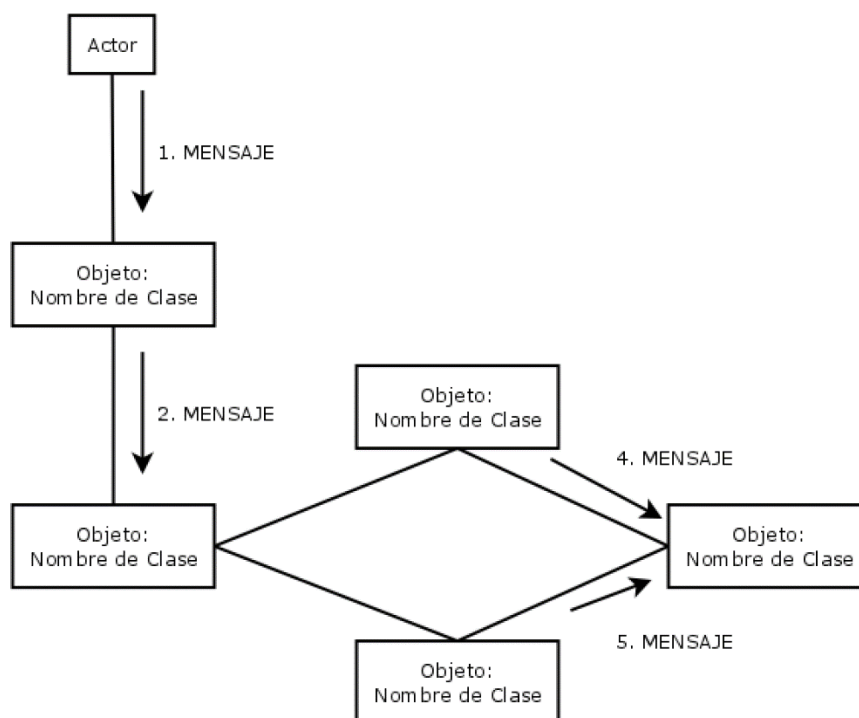 Actor
1. MENSAJE
Objeto:
Nombre de Clase
2. MENSAJE
Objeto:
Nombre de Clase
4. MENSAJE
Objeto:
Nombre de Clase
Objeto:
Nombre de Clase
5. MENSAJE
Objeto:
Nombre de Clase